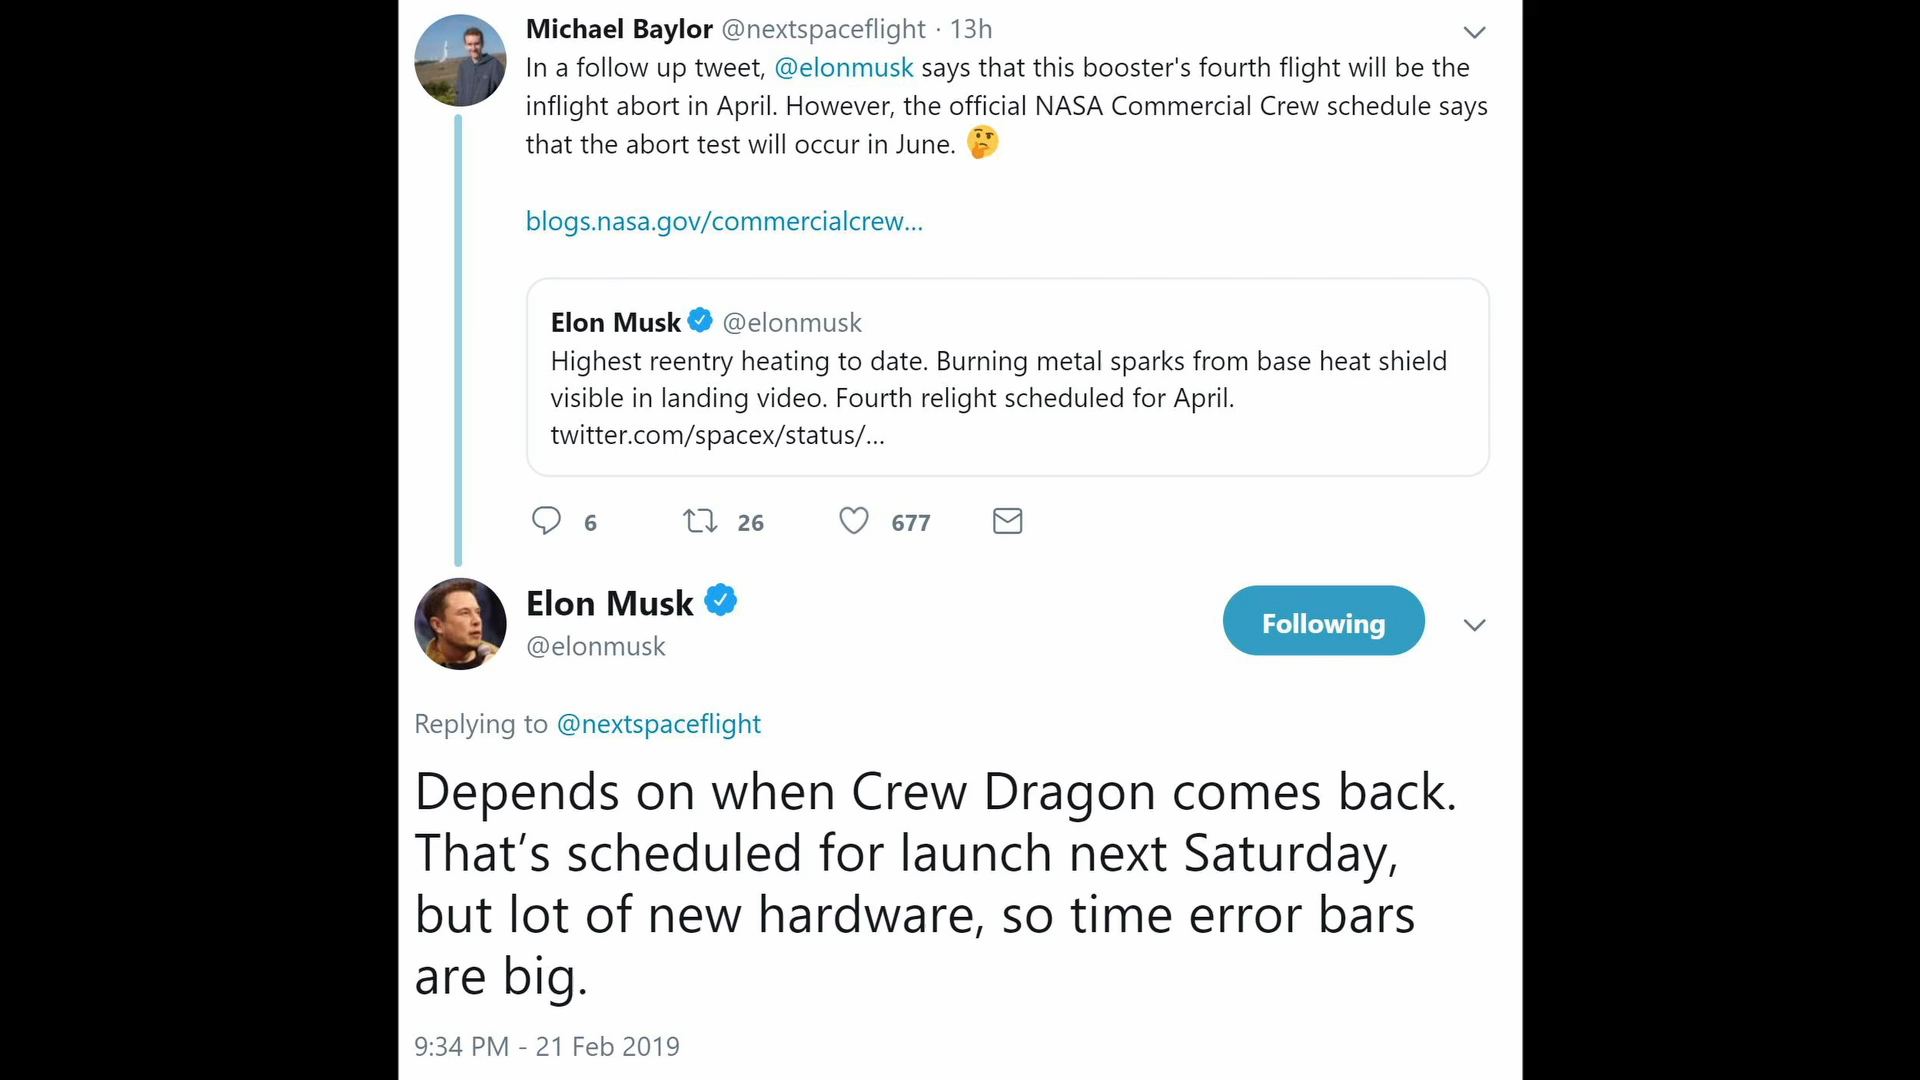 Michael Baylor @nextspaceflight · 13h
In a follow up tweet, @elonmusk says that this booster's fourth flight will be the
inflight abort in April. However, the official NASA Commercial Crew schedule says
that the abort test will occur in June. 🤔
blogs.nasa.gov/commercialcrew...
Elon Musk @elonmusk
Highest reentry heating to date. Burning metal sparks from base heat shield
visible in landing video. Fourth relight scheduled for April.
twitter.com/spacex/status/...
6 26 677
Elon Musk
Following
@elonmusk
Replying to @nextspaceflight
Depends on when Crew Dragon comes back.
That’s scheduled for launch next Saturday,
but lot of new hardware, so time error bars
are big.
9:34 PM - 21 Feb 2019